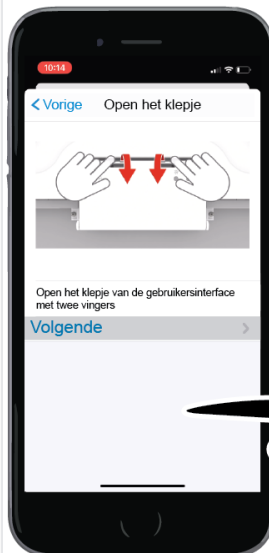 10:14
Vorige Open het klepje
Open het klepje van de gebruikersinterface
met twee vingers
Volgende